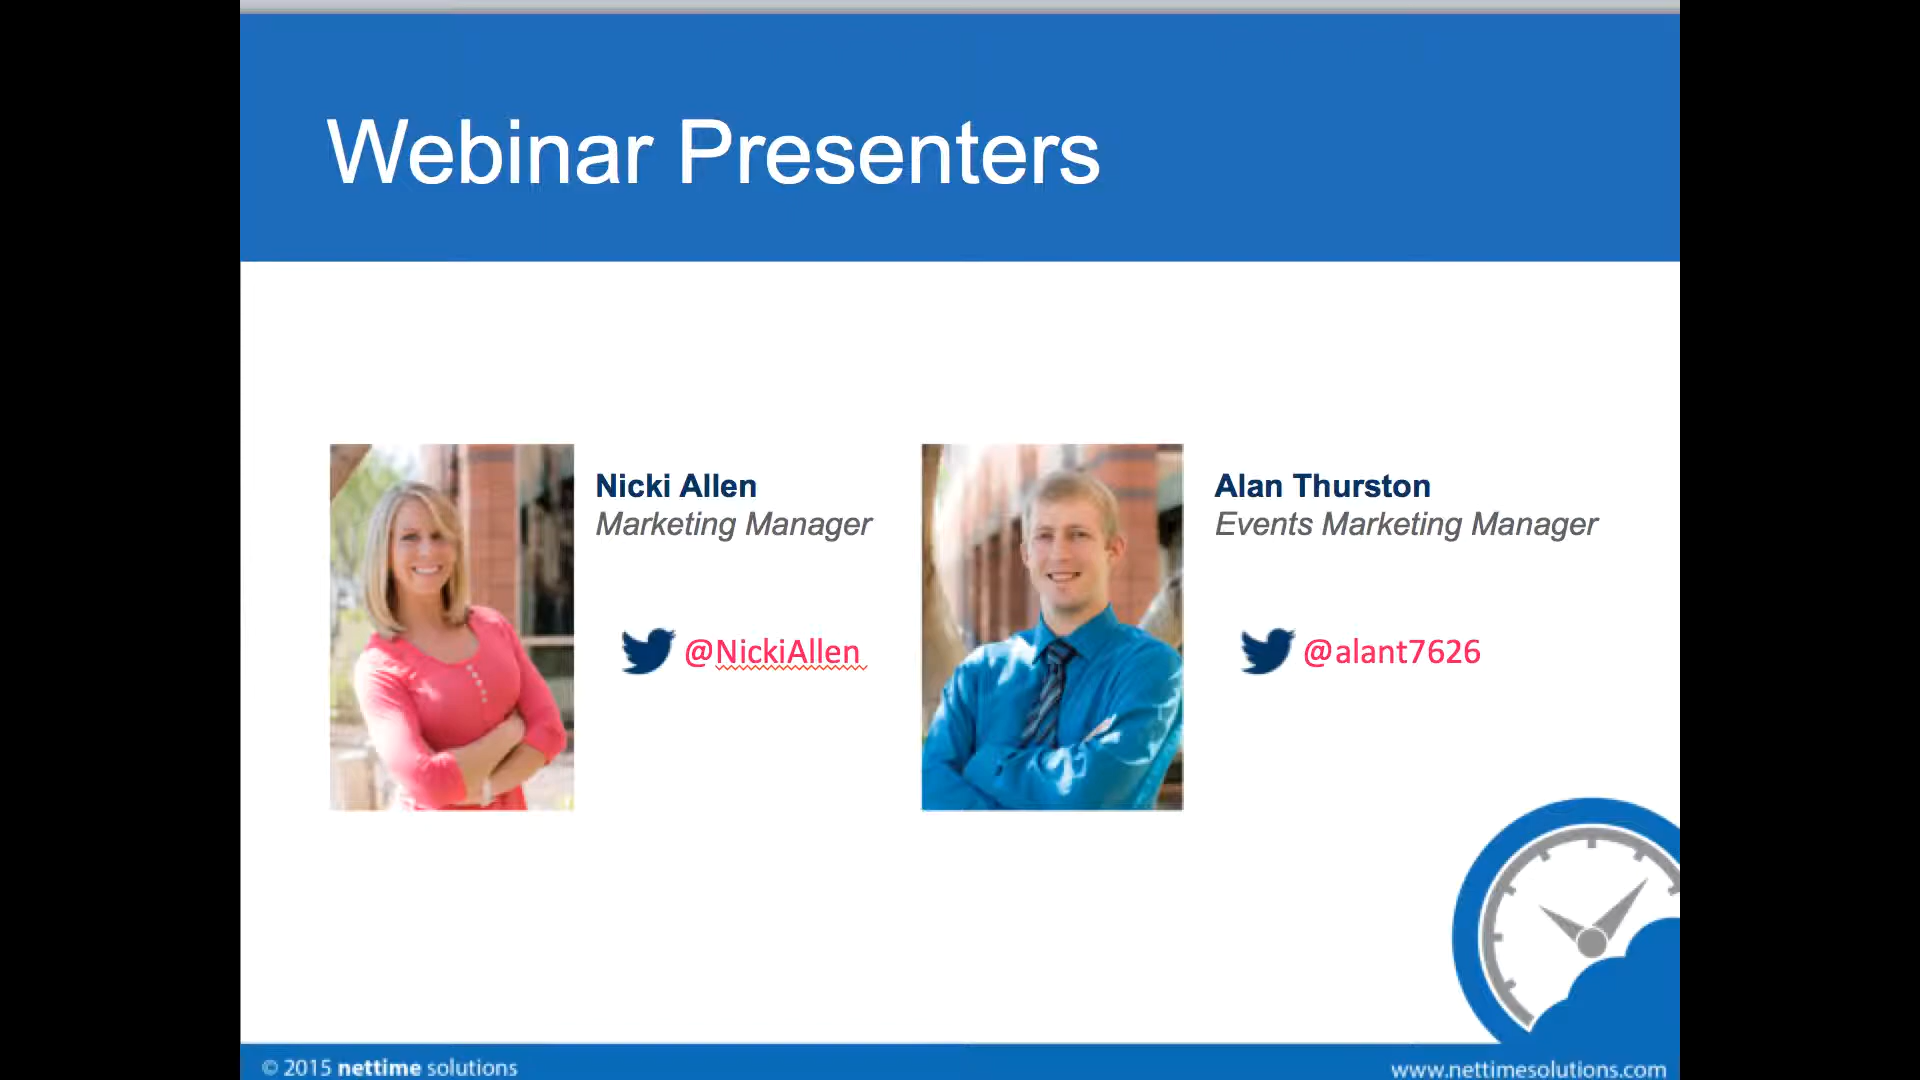 Webinar Presenters
Nicki Allen
Marketing Manager
@NickiAllen
Alan Thurston
Events Marketing Manager
@alant7626
© 2015 nettime solutions
www.nettimesolutions.com